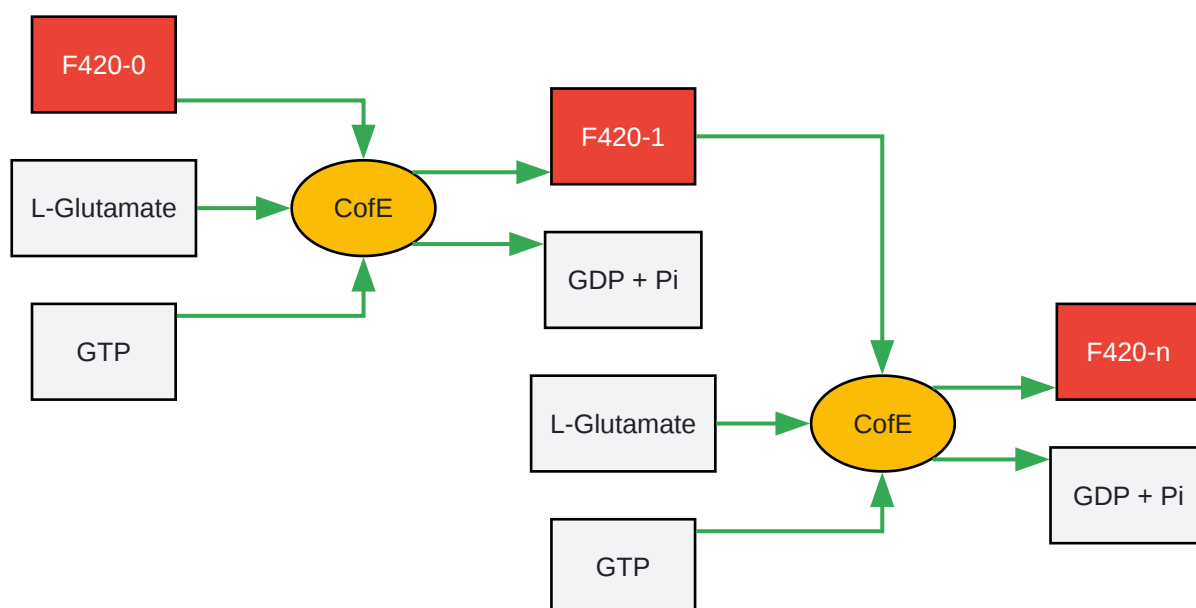 F420-0
L-Glutamate
GTP
CofE
F420-1
GDP + Pi
L-Glutamate
GTP
CofE
F420-n
GDP + Pi